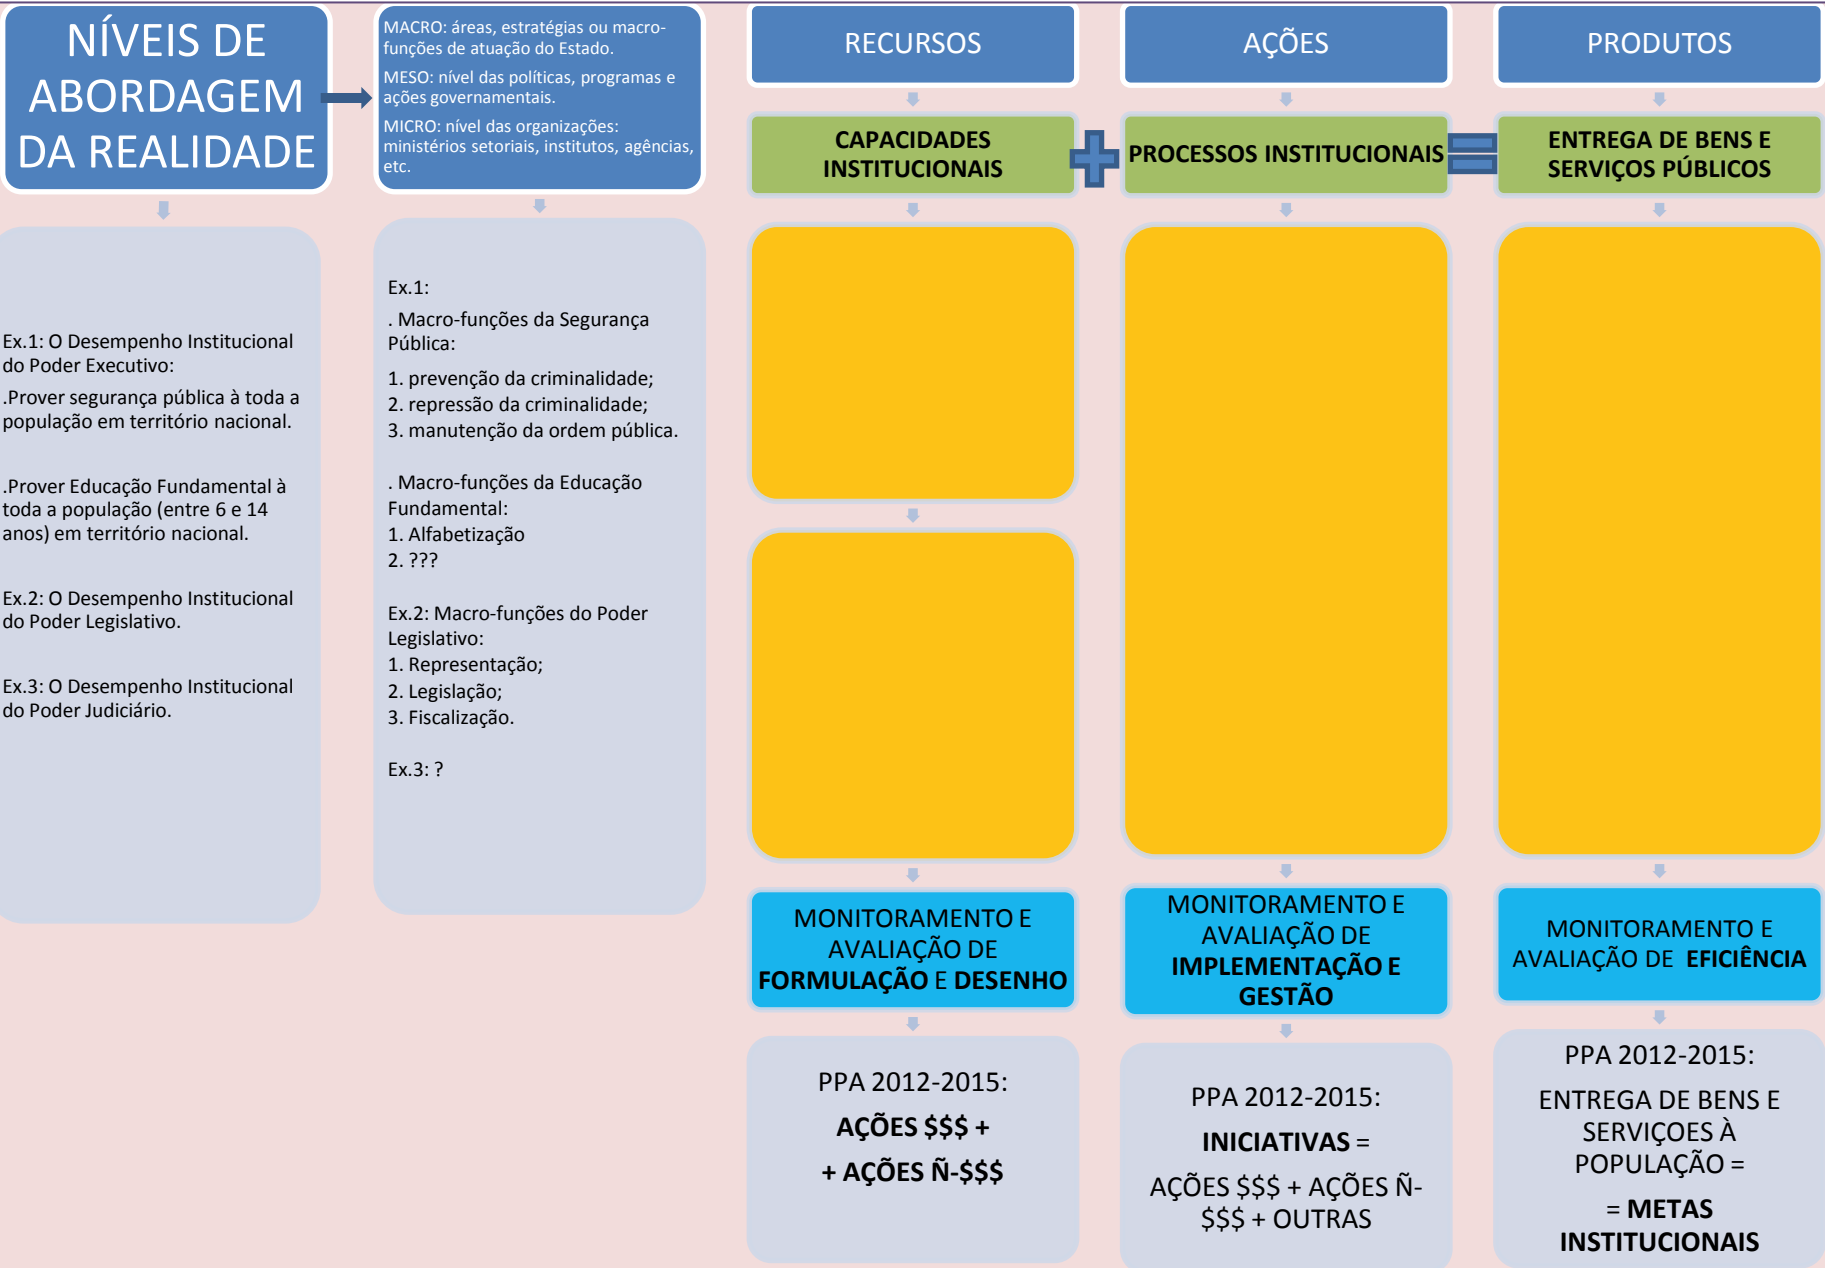 NÍVEIS DE
ABORDAGEM
DA REALIDADE
MACRO: áreas, estratégias ou macro-
funções de atuação do Estado.
MESO: nível das políticas, programas e
ações governamentais.
MICRO: nível das organizações:
ministérios setoriais, institutos, agências,
etc.
RECURSOS
AÇÕES
PRODUTOS
CAPACIDADES
INSTITUCIONAIS
PROCESSOS INSTITUCIONAIS
ENTREGA DE BENS E
SERVIÇOS PÚBLICOS
Ex.1: O Desempenho Institucional
do Poder Executivo:
.Prover segurança pública à toda a
população em território nacional.
.Prover Educação Fundamental à
toda a população (entre 6 e 14
anos) em território nacional.
Ex.2: O Desempenho Institucional
do Poder Legislativo.
Ex.3: O Desempenho Institucional
do Poder Judiciário.
Ex.1:
. Macro-funções da Segurança
Pública:
1. prevenção da criminalidade;
2. repressão da criminalidade;
3. manutenção da ordem pública.
. Macro-funções da Educação
Fundamental:
1. Alfabetização
2. ???
Ex.2: Macro-funções do Poder
Legislativo:
1. Representação;
2. Legislação;
3. Fiscalização.
Ex.3: ?
MONITORAMENTO E
AVALIAÇÃO DE
FORMULAÇÃO E DESENHO
MONITORAMENTO E
AVALIAÇÃO DE
IMPLEMENTAÇÃO E
GESTÃO
MONITORAMENTO E
AVALIAÇÃO DE EFICIÊNCIA
PPA 2012-2015:
AÇÕES $$$ +
+ AÇÕES Ñ-$$$
PPA 2012-2015:
INICIATIVAS =
AÇÕES $$$ + AÇÕES Ñ-
$$$ + OUTRAS
PPA 2012-2015:
ENTREGA DE BENS E
SERVIÇOES À
POPULAÇÃO =
= METAS
INSTITUCIONAIS